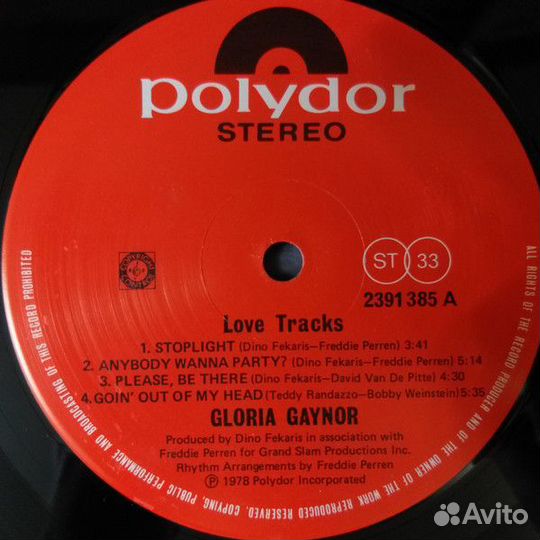 polydor
STEREO
COPYRIGHT
CONTROL
ST 33
2391 385 A
Love Tracks
1. STOPLIGHT (Dino Fekaris–Freddie Perren) 3:41
2. ANYBODY WANNA PARTY? (Dino Fekaris–Freddie Perren) 5:14
3. PLEASE, BE THERE (Dino Fekaris–David Van De Pitte) 4:30
4. GOIN' OUT OF MY HEAD (Teddy Randazzo–Bobby Weinstein) 5:35
GLORIA GAYNOR
Produced by Dino Fekaris in association with
Freddie Perren for Grand Slam Productions Inc.
Rhythm Arrangements by Freddie Perren
Ⓟ 1978 Polydor Incorporated
ALL RIGHTS OF THE RECORD PRODUCER AND OF THE OWNER OF THE WORK REPRODUCED RESERVED. COPYING, PUBLIC PERFORMANCE AND BROADCASTING OF THIS RECORD PROHIBITED
Avito